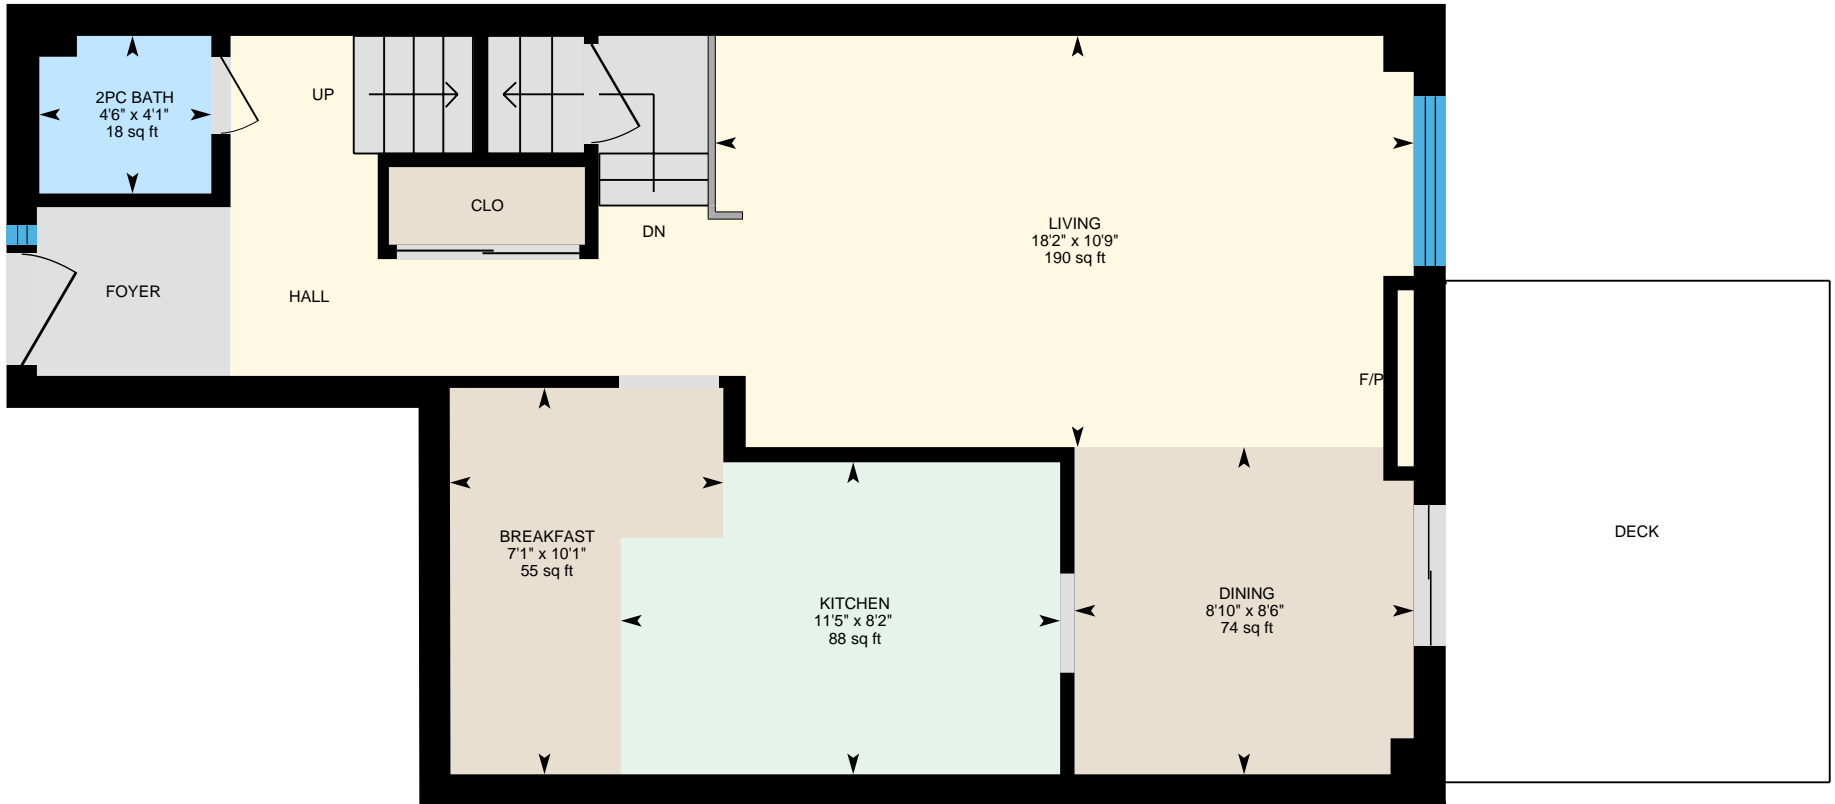 2PC BATH
4'6" x 4'1"
18 sq ft
UP
CLO
DN
LIVING
18'2" x 10'9"
190 sq ft
FOYER
HALL
F/P
BREAKFAST
7'1" x 10'1"
55 sq ft
KITCHEN
11'5" x 8'2"
88 sq ft
DINING
8'10" x 8'6"
74 sq ft
DECK